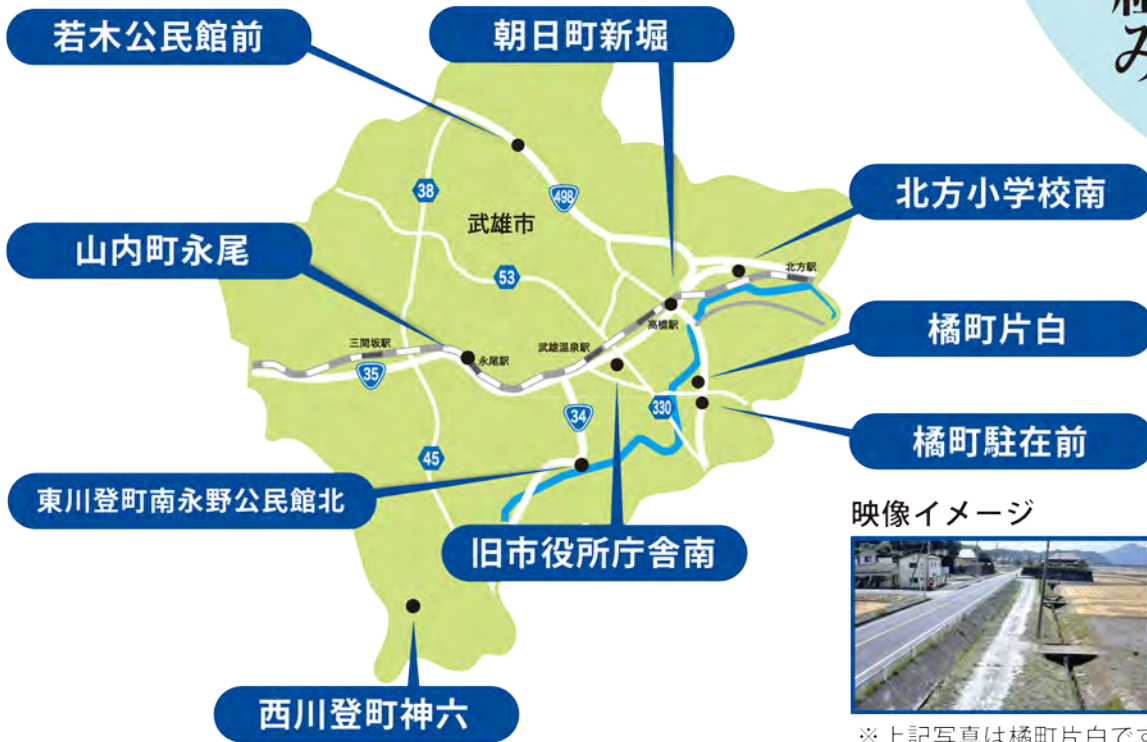 み
若木公民館前
朝日町新堀
北方小学校南
38
498
武雄市
山内町永尾
53
北方駅
高橋駅
橘町片白
三間坂駅
永尾駅
武雄温泉駅
35
34
330
橘町駐在前
45
東川登町南永野公民館北
旧市役所庁舎南
映像イメージ
西川登町神六
※上記写真は橘町片白です